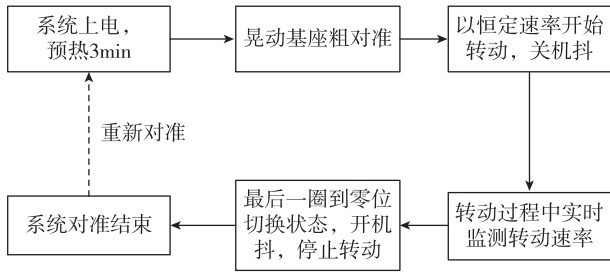 系统上电，
预热3min
晃动基座粗对准
以恒定速率开始
转动，关机抖
转动过程中实时
监测转动速率
最后一圈到零位
切换状态，开机
抖，停止转动
系统对准结束
重新对准